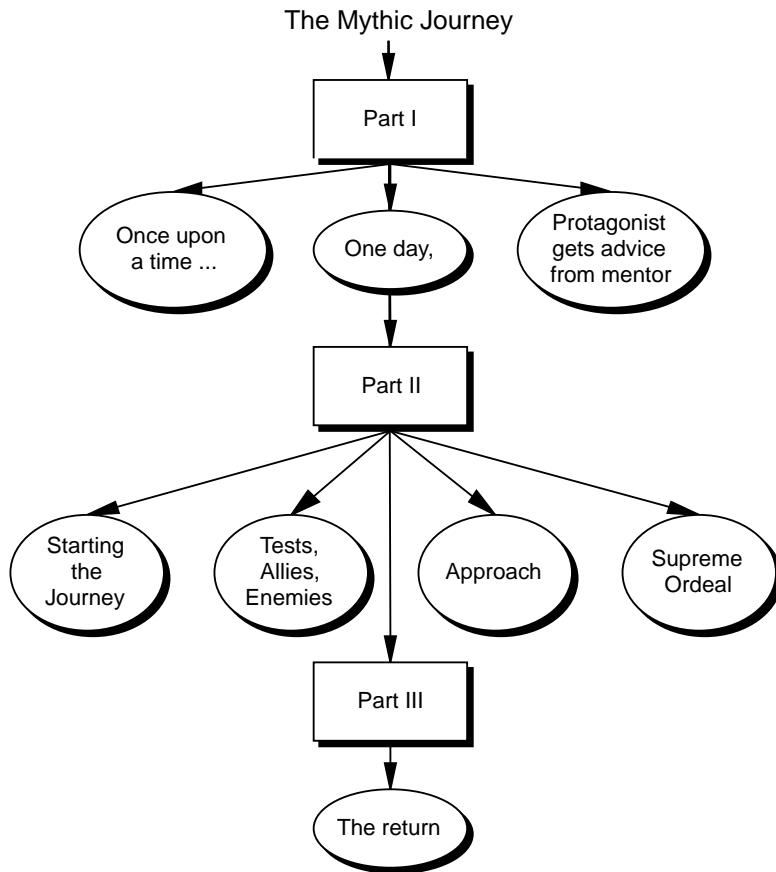 The Mythic Journey
Part I
Once upon
a time ...
One day,
Protagonist
gets advice
from mentor
Part II
Starting
the
Journey
Tests,
Allies,
Enemies
Approach
Supreme
Ordeal
Part III
The return